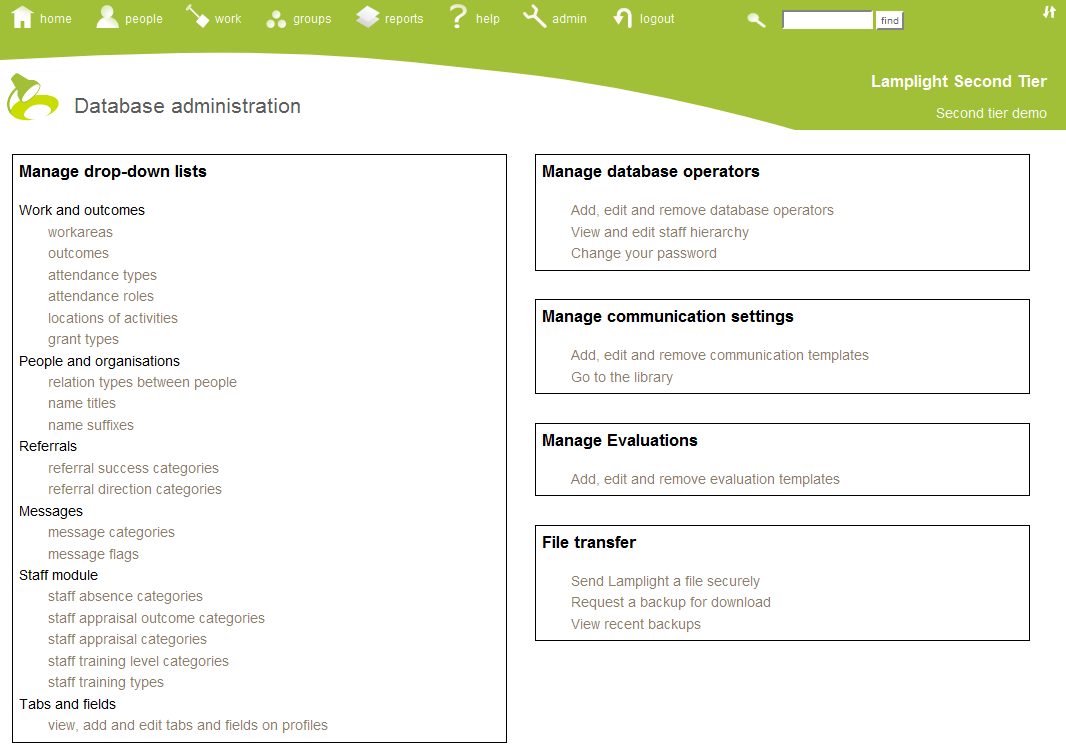 home people work groups reports help admin logout find
Lamplight Second Tier
Database administration
Second tier demo
Manage drop-down lists
Work and outcomes
workareas
outcomes
attendance types
attendance roles
locations of activities
grant types
People and organisations
relation types between people
name titles
name suffixes
Referrals
referral success categories
referral direction categories
Messages
message categories
message flags
Staff module
staff absence categories
staff appraisal outcome categories
staff appraisal categories
staff training level categories
staff training types
Tabs and fields
view, add and edit tabs and fields on profiles
Manage database operators
Add, edit and remove database operators
View and edit staff hierarchy
Change your password
Manage communication settings
Add, edit and remove communication templates
Go to the library
Manage Evaluations
Add, edit and remove evaluation templates
File transfer
Send Lamplight a file securely
Request a backup for download
View recent backups